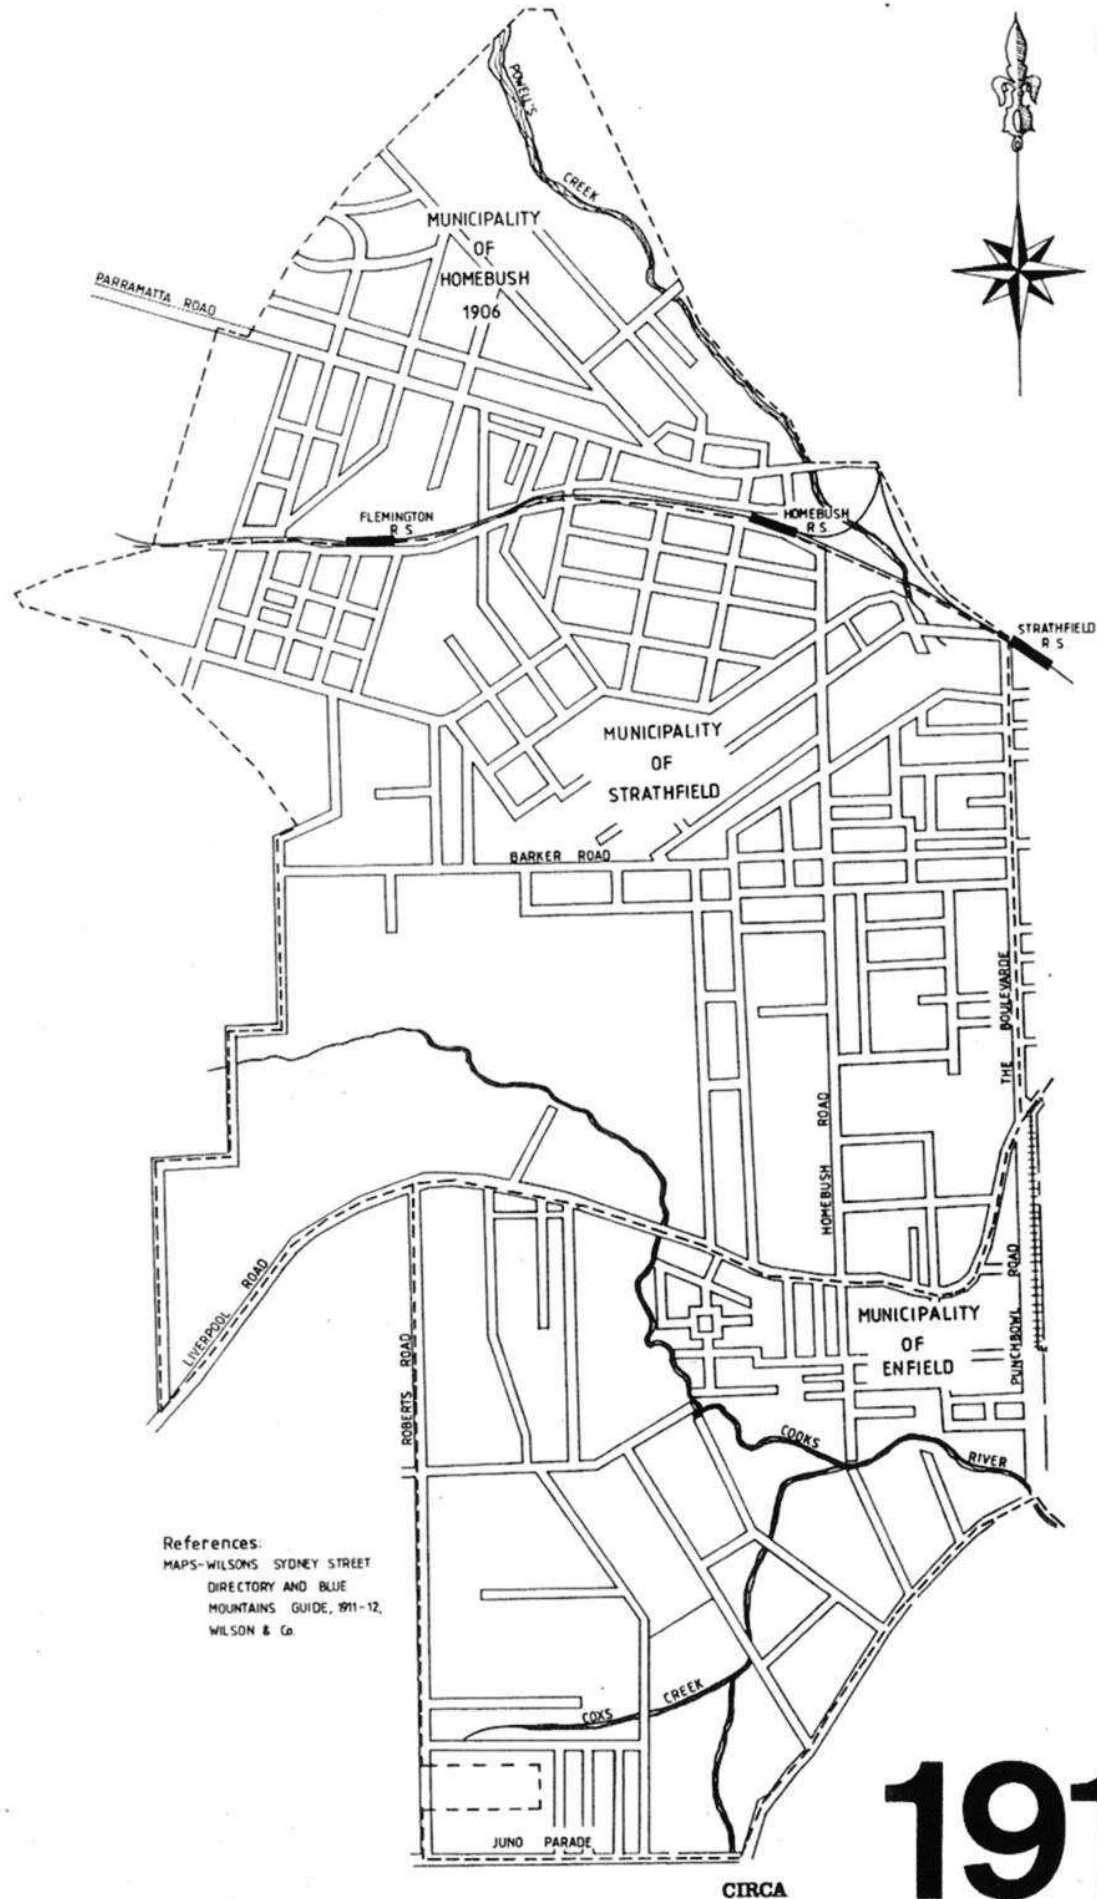 POWELL'S
CREEK
MUNICIPALITY
OF
HOMEBUSH
1906
PARRAMATTA ROAD
FLEMINGTON
R.S.
HOMEBUSH
R.S.
STRATHFIELD
R.S.
MUNICIPALITY
OF
STRATHFIELD
BARKER ROAD
THE BOULEVARDE
HOMEBUSH ROAD
LIVERPOOL ROAD
ROBERTS ROAD
MUNICIPALITY
OF
ENFIELD
PUNCHBOWL ROAD
COOKS RIVER
References:
MAPS-WILSONS SYDNEY STREET
DIRECTORY AND BLUE
MOUNTAINS GUIDE, 1911-12,
WILSON & Co.
COXS CREEK
JUNO PARADE
CIRCA
191